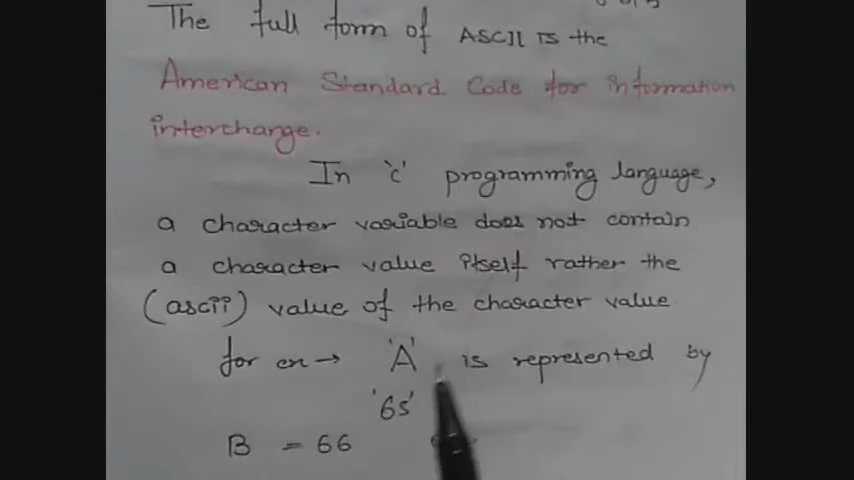 The full form of ASCII is the
American Standard Code for information
interchange.
In 'c' programming language,
a character variable does not contain
a character value itself rather the
(ascii) value of the character value
for en → 'A' is represented by
'65'
B = 66